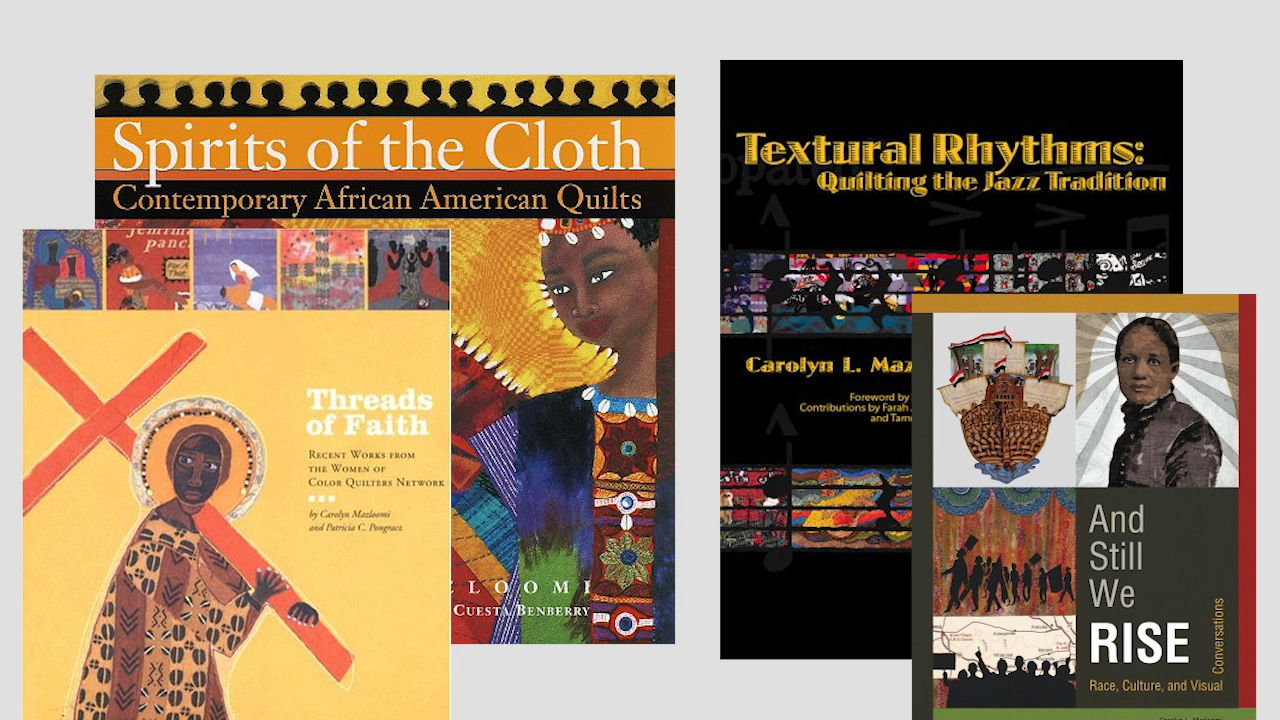 Spirits of the Cloth
Contemporary African American Quilts
LOOMI
Cuesta Benberry
Threads
of Faith
Recent Works from
the Women of
Color Quilters Network
by Carolyn Mazloomi
and Patricia C. Pongracz
Textural Rhythms:
Quilting the Jazz Tradition
Carolyn L. Maz
Foreword by
Contributions by Farah
and Tam
And
Still
We
RISE
Race, Culture, and Visual
Conversations